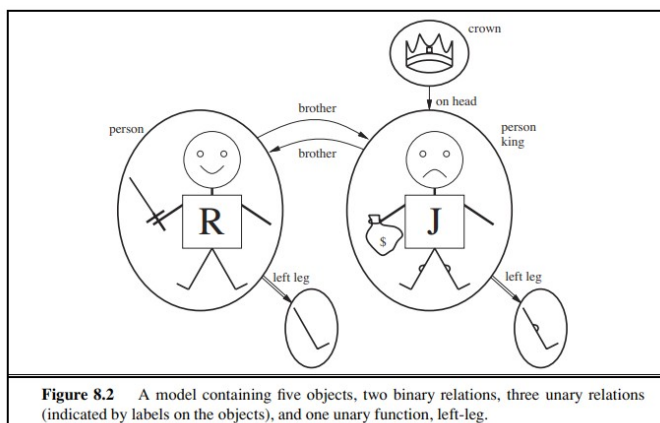 crown
on head
person
brother
brother
person
king
R
J
$
left leg
left leg
Figure 8.2 A model containing five objects, two binary relations, three unary relations
(indicated by labels on the objects), and one unary function, left-leg.